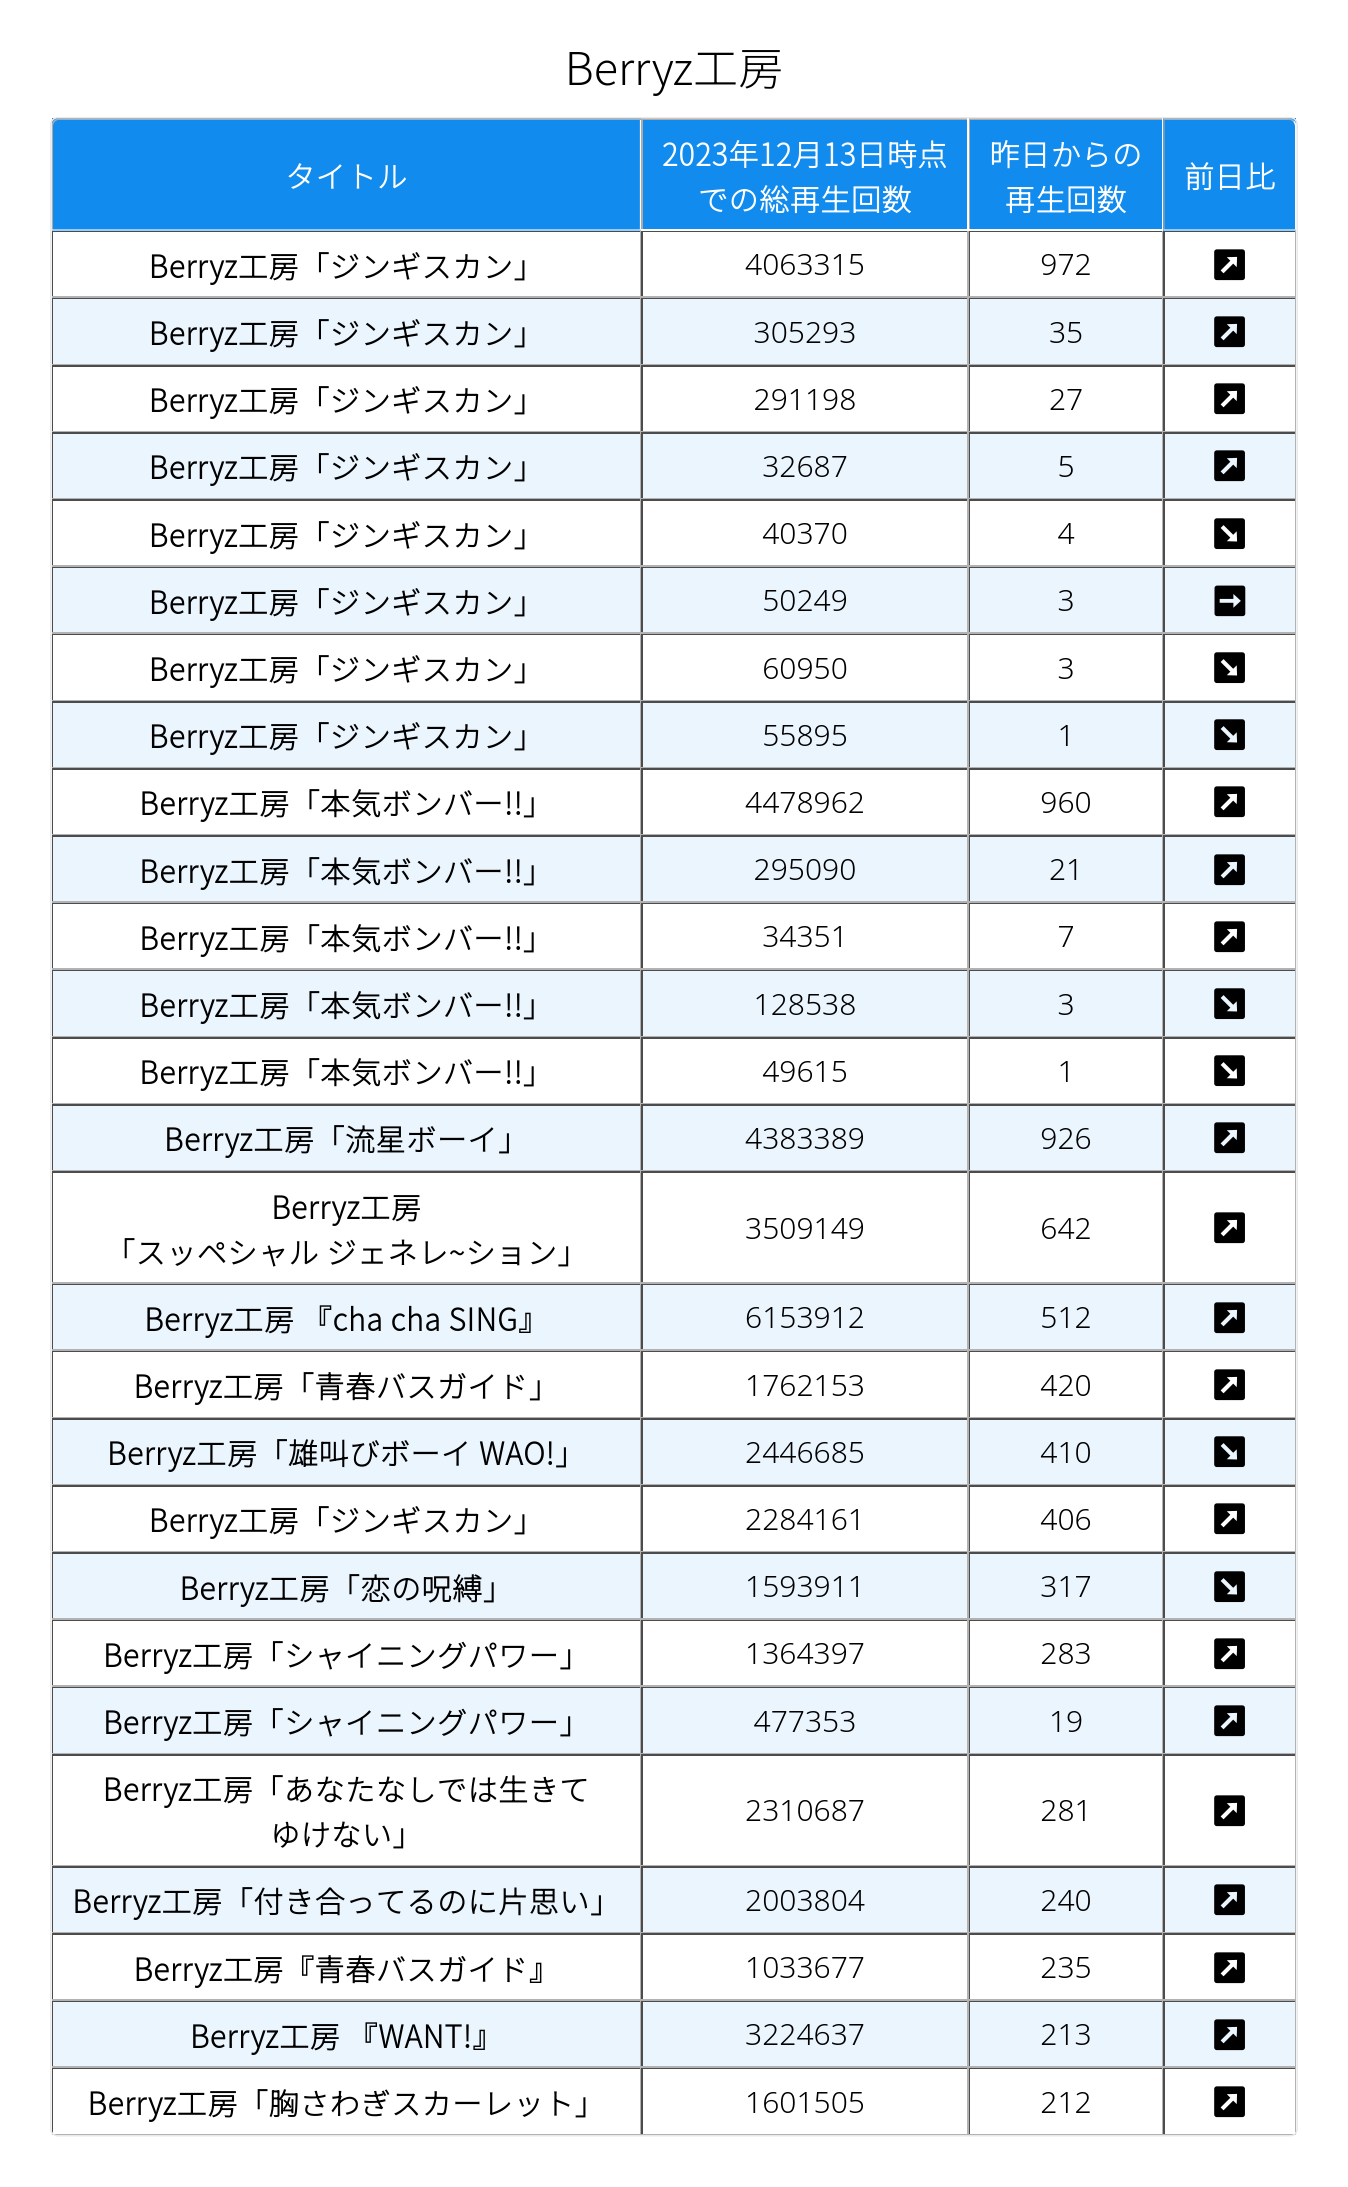 Berryz工房
タイトル 2023年12月13日時点 昨日からの 前日比
での総再生回数 再生回数
Berryz工房「ジンギスカン」 4063315 972 ↗
Berryz工房「ジンギスカン」 305293 35 ↗
Berryz工房「ジンギスカン」 291198 27 ↗
Berryz工房「ジンギスカン」 32687 5 ↗
Berryz工房「ジンギスカン」 40370 4 ↘
Berryz工房「ジンギスカン」 50249 3 →
Berryz工房「ジンギスカン」 60950 3 ↘
Berryz工房「ジンギスカン」 55895 1 ↘
Berryz工房「本気ボンバー!!」 4478962 960 ↗
Berryz工房「本気ボンバー!!」 295090 21 ↗
Berryz工房「本気ボンバー!!」 34351 7 ↗
Berryz工房「本気ボンバー!!」 128538 3 ↘
Berryz工房「本気ボンバー!!」 49615 1 ↘
Berryz工房「流星ボーイ」 4383389 926 ↗
Berryz工房
「スッペシャル ジェネレ~ション」 3509149 642 ↗
Berryz工房 『cha cha SING』 6153912 512 ↗
Berryz工房「青春バスガイド」 1762153 420 ↗
Berryz工房「雄叫びボーイ WAO!」 2446685 410 ↘
Berryz工房「ジンギスカン」 2284161 406 ↗
Berryz工房「恋の呪縛」 1593911 317 ↘
Berryz工房「シャイニングパワー」 1364397 283 ↗
Berryz工房「シャイニングパワー」 477353 19 ↗
Berryz工房「あなたなしでは生きて
ゆけない」 2310687 281 ↗
Berryz工房「付き合ってるのに片思い」 2003804 240 ↗
Berryz工房『青春バスガイド』 1033677 235 ↗
Berryz工房 『WANT!』 3224637 213 ↗
Berryz工房「胸さわぎスカーレット」 1601505 212 ↗